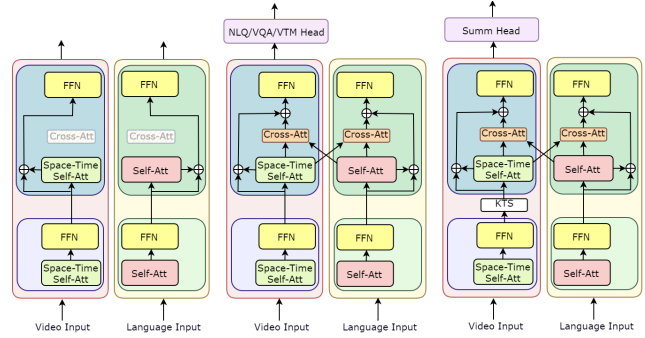 NLQ/VQA/VTM Head
Summ Head
FFN
FFN
FFN
FFN
FFN
FFN
Cross-Att
Cross-Att
Cross-Att
Cross-Att
Cross-Att
Cross-Att
Space-Time
Self-Att
Self-Att
Space-Time
Self-Att
Self-Att
Space-Time
Self-Att
Self-Att
KTS
FFN
FFN
FFN
FFN
FFN
FFN
Space-Time
Self-Att
Self-Att
Space-Time
Self-Att
Self-Att
Space-Time
Self-Att
Self-Att
Video Input
Language Input
Video Input
Language Input
Video Input
Language Input